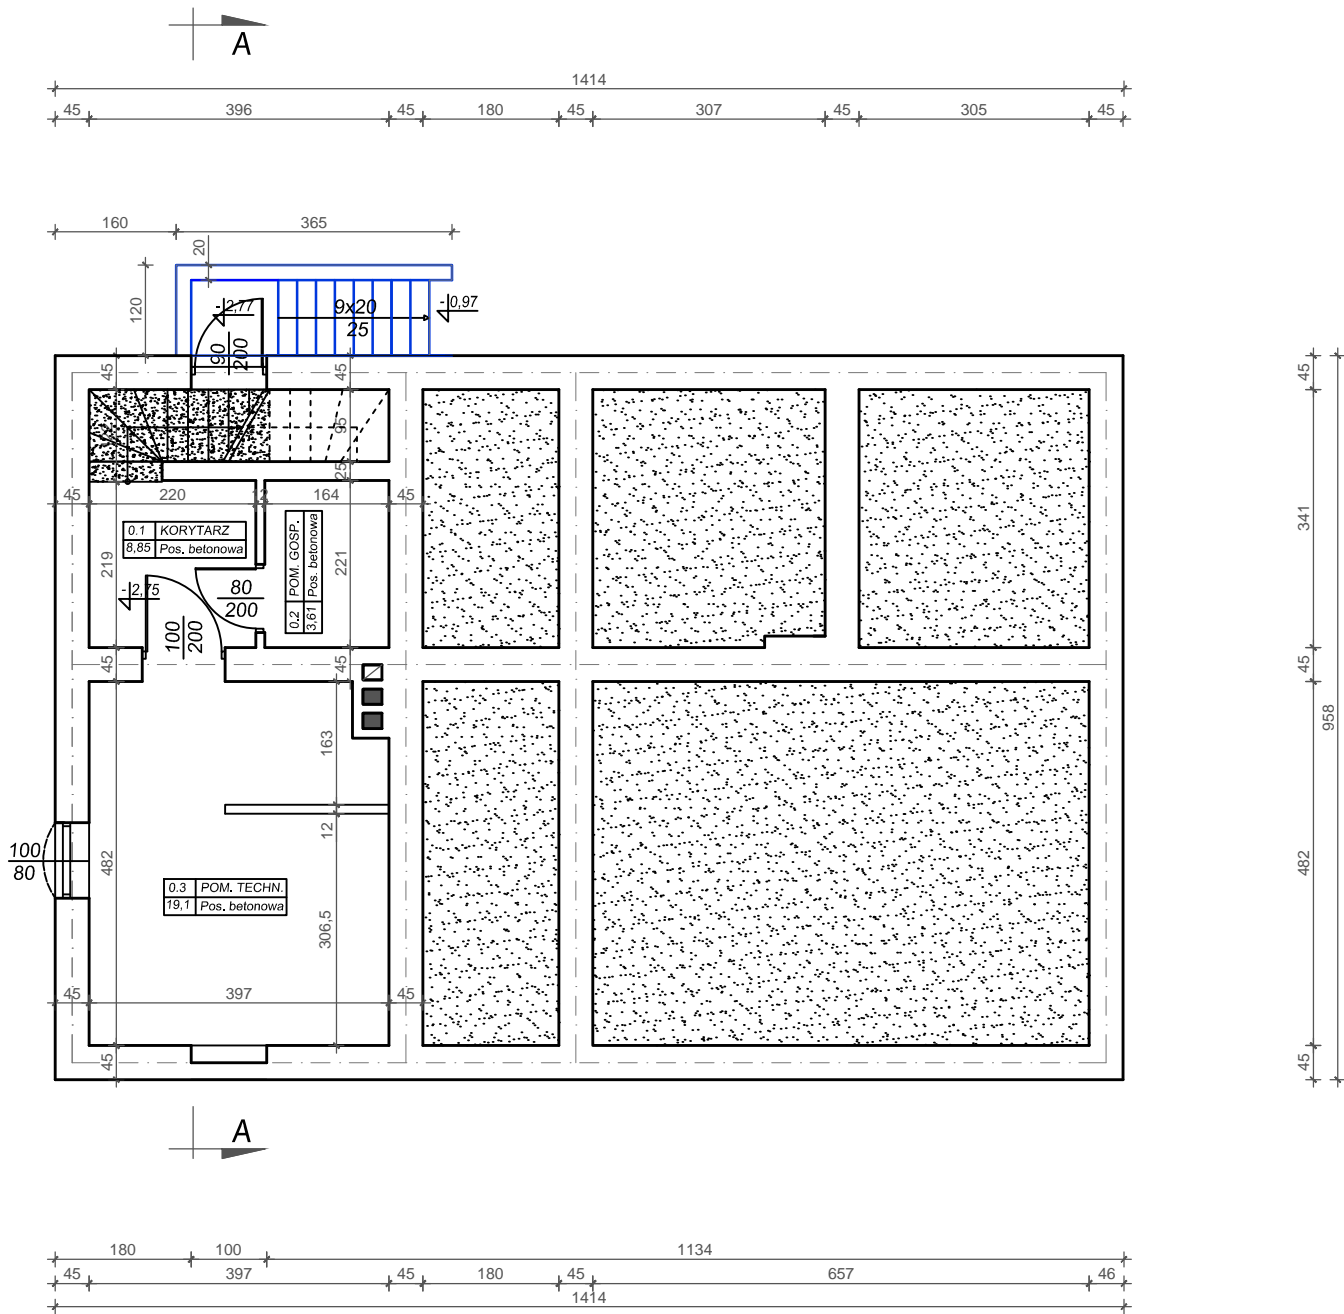 A
1414
45 396 45 180 45 307 45 305 45
160 365
20
120
- 2,77
9x20
25
- 0,97
90
200
45 45 45
95
25
45 220 12 164 45
0.1 KORYTARZ
8,85 Pos. betonowa
0.2 POM. GOSP.
3,61 Pos. betonowa
219
221
341
- 2,75
80
200
100
200
45 45 45
958
163
12
100
80
482
482
0.3 POM. TECHN.
19,1 Pos. betonowa
306,5
45 397 45
45 45
A
180 100 1134
45 397 45 180 45 657 46
1414